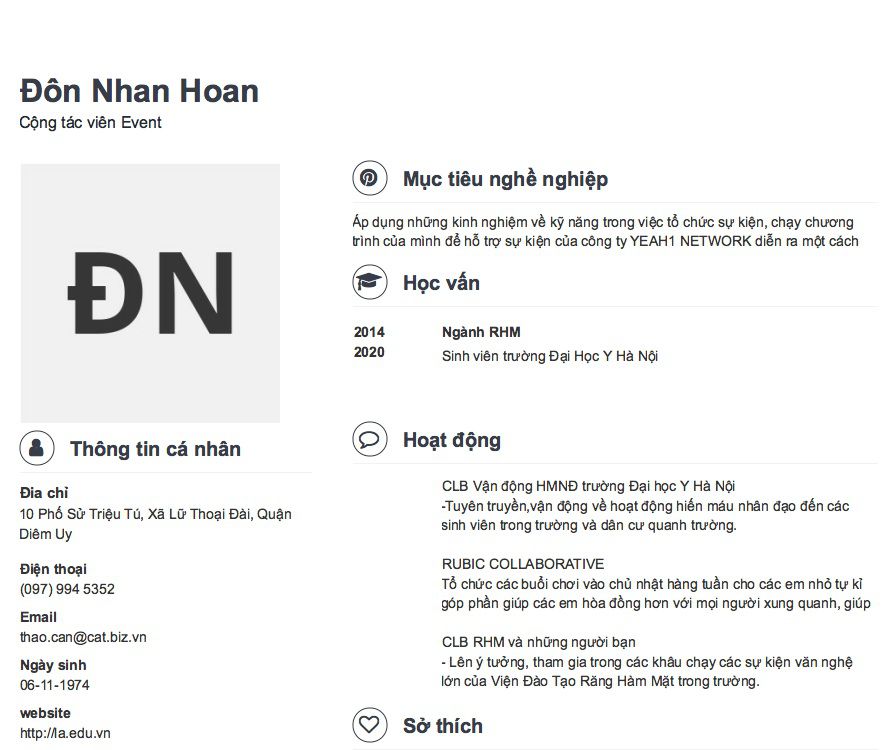 Đôn Nhan Hoan
Cộng tác viên Event
ĐN
Thông tin cá nhân
Đia chỉ
10 Phố Sử Triệu Tú, Xã Lữ Thoại Đài, Quận
Diêm Uy
Điện thoại
(097) 994 5352
Email
thao.can@cat.biz.vn
Ngày sinh
06-11-1974
website
http://la.edu.vn
Mục tiêu nghề nghiệp
Áp dụng những kinh nghiệm về kỹ năng trong việc tổ chức sự kiện, chạy chương
trình của mình để hỗ trợ sự kiện của công ty YEAH1 NETWORK diễn ra một cách
Học vấn
2014 Ngành RHM
2020 Sinh viên trường Đại Học Y Hà Nội
Hoạt động
CLB Vận động HMNĐ trường Đại học Y Hà Nội
-Tuyên truyền,vận động về hoạt động hiến máu nhân đạo đến các
sinh viên trong trường và dân cư quanh trường.
RUBIC COLLABORATIVE
Tổ chức các buổi chơi vào chủ nhật hàng tuần cho các em nhỏ tự kỉ
góp phần giúp các em hòa đồng hơn với mọi người xung quanh, giúp
CLB RHM và những người bạn
- Lên ý tưởng, tham gia trong các khâu chạy các sự kiện văn nghệ
lớn của Viện Đào Tạo Răng Hàm Mặt trong trường.
Sở thích